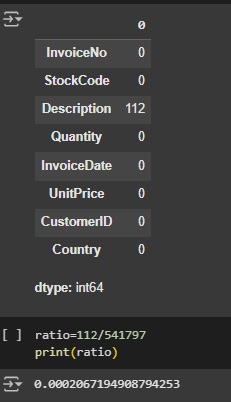 0
InvoiceNo 0
StockCode 0
Description 112
Quantity 0
InvoiceDate 0
UnitPrice 0
CustomerID 0
Country 0
dtype: int64
[ ] ratio=112/541797
print(ratio)
0.0002067194908794253